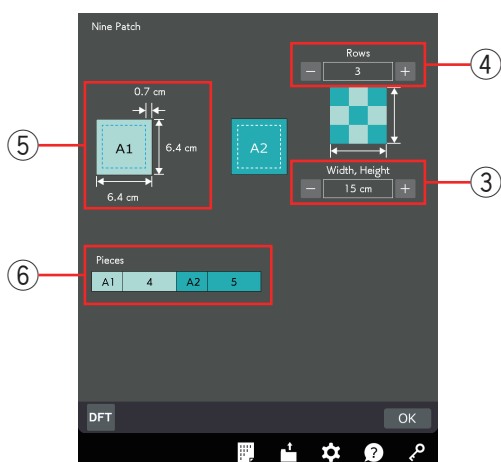 Nine Patch
Rows
④
− 3 +
0.7 cm
⑤
A1
6.4 cm
A2
6.4 cm
Width, Height
− 15 cm +
③
Pieces
⑥
A1 4 A2 5
DFT
OK
?